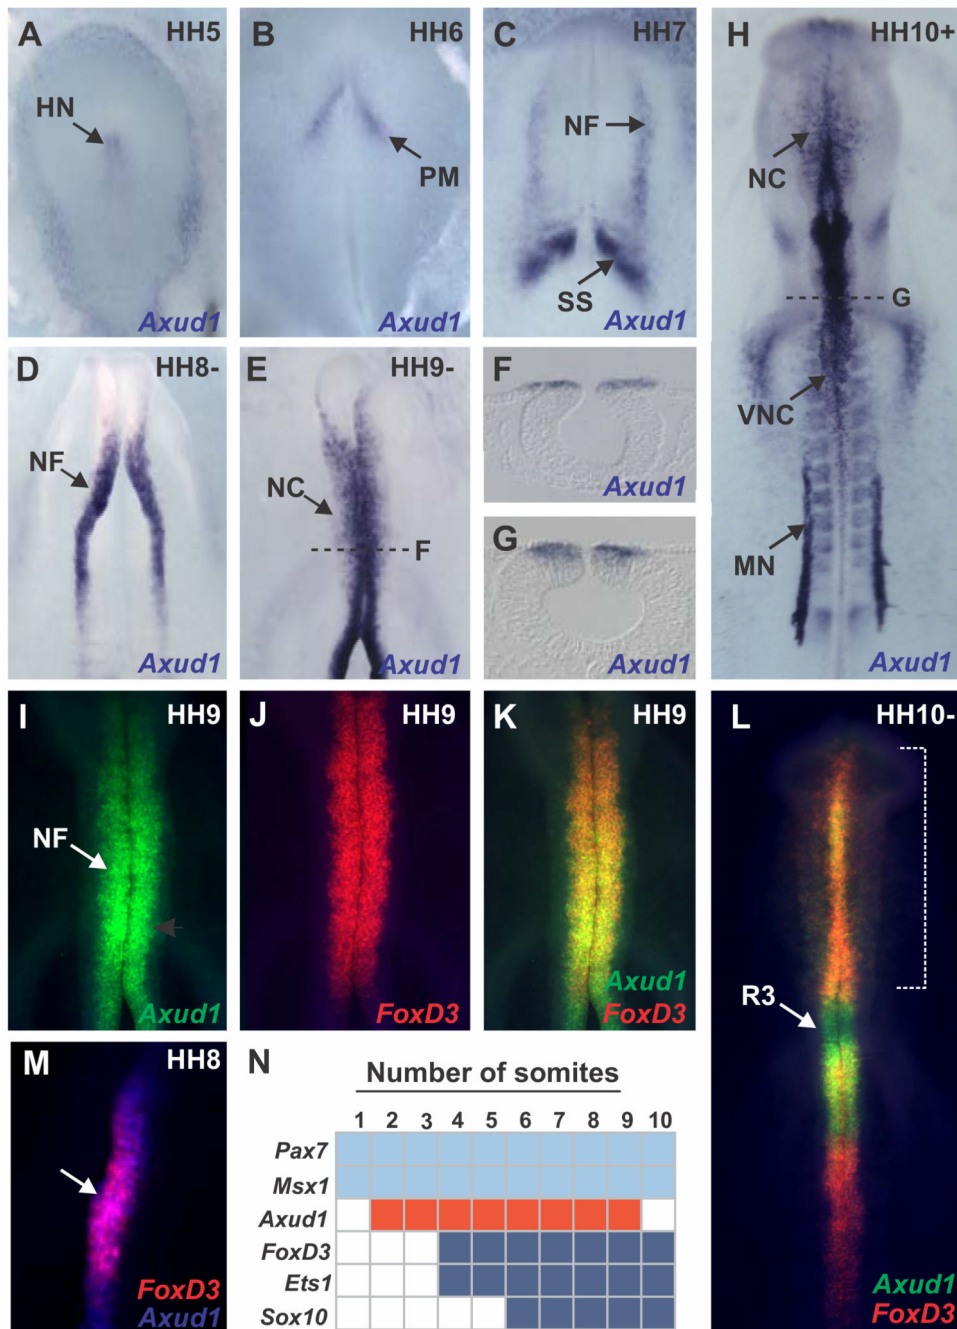 A HH5
HN
Axud1
B HH6
PM
Axud1
C HH7
NF
SS
Axud1
H HH10+
NC
G
VNC
MN
Axud1
D HH8-
NF
Axud1
E HH9-
NC
F
Axud1
F
Axud1
G
Axud1
I HH9
NF
Axud1
J HH9
FoxD3
K HH9
Axud1
FoxD3
L HH10-
R3
Axud1
FoxD3
M HH8
FoxD3
Axud1
N
Number of somites
1 2 3 4 5 6 7 8 9 10
Pax7
Msx1
Axud1
FoxD3
Ets1
Sox10